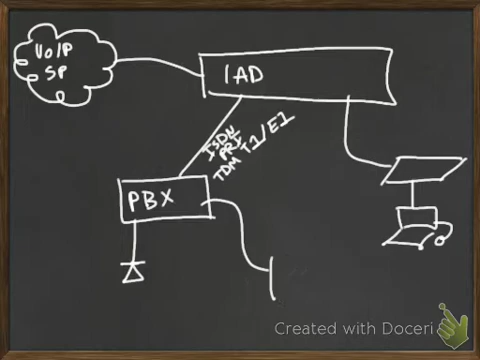 VoIP
SP
IAD
ISDN
PRI
TDM T1/E1
PBX
Created with Doceri